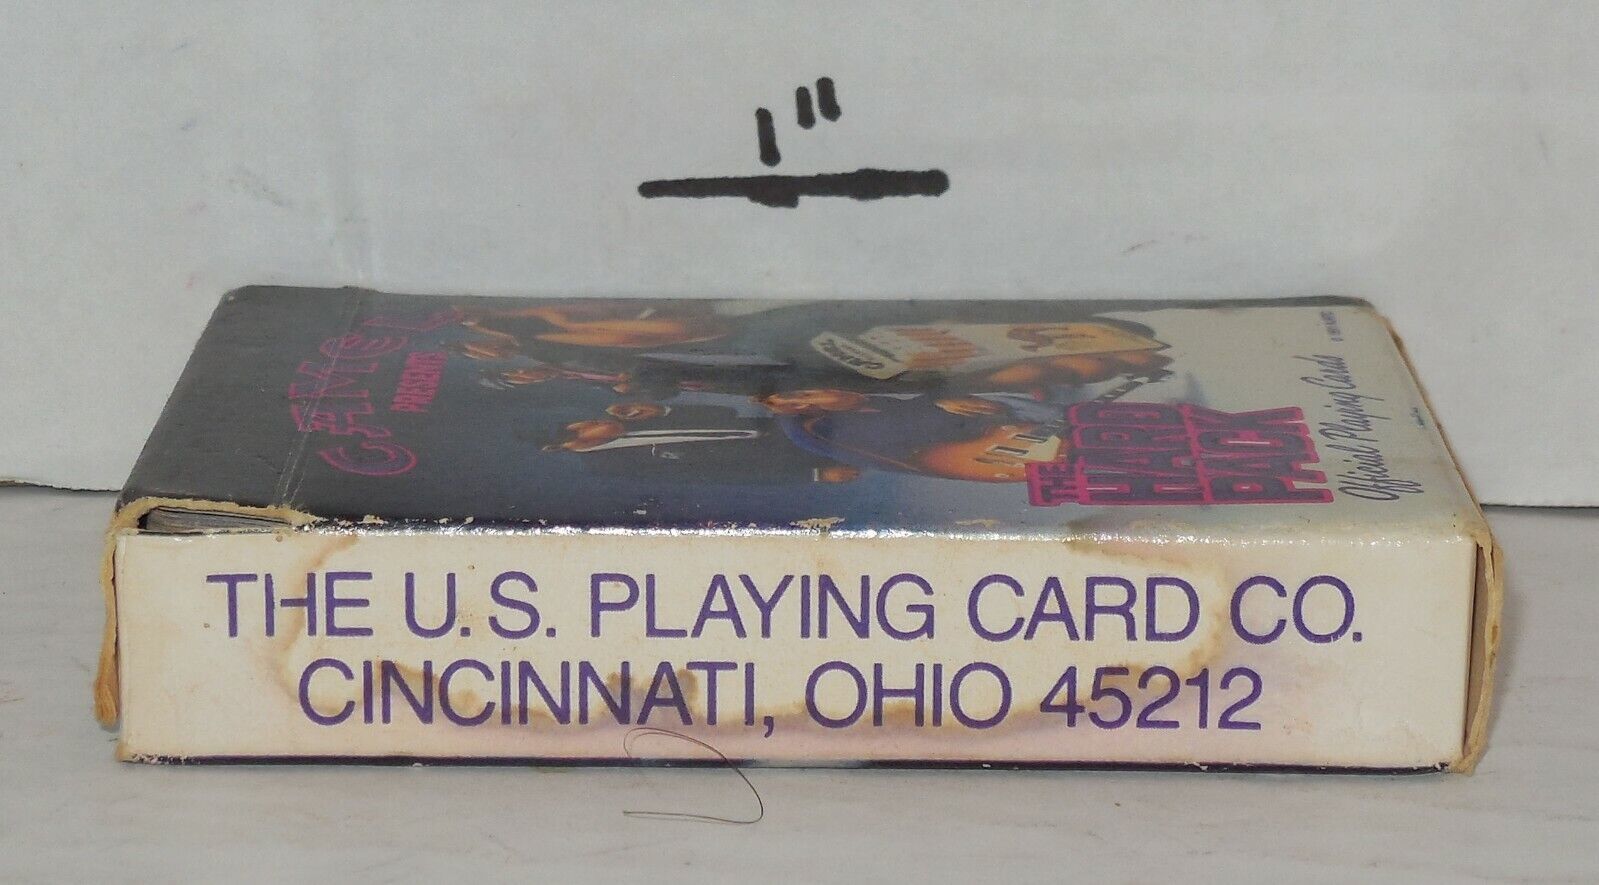 1"
CAMEL
PRESENTS
THE
HARD
PACK
Official Playing Cards
THE U.S. PLAYING CARD CO.
CINCINNATI, OHIO 45212